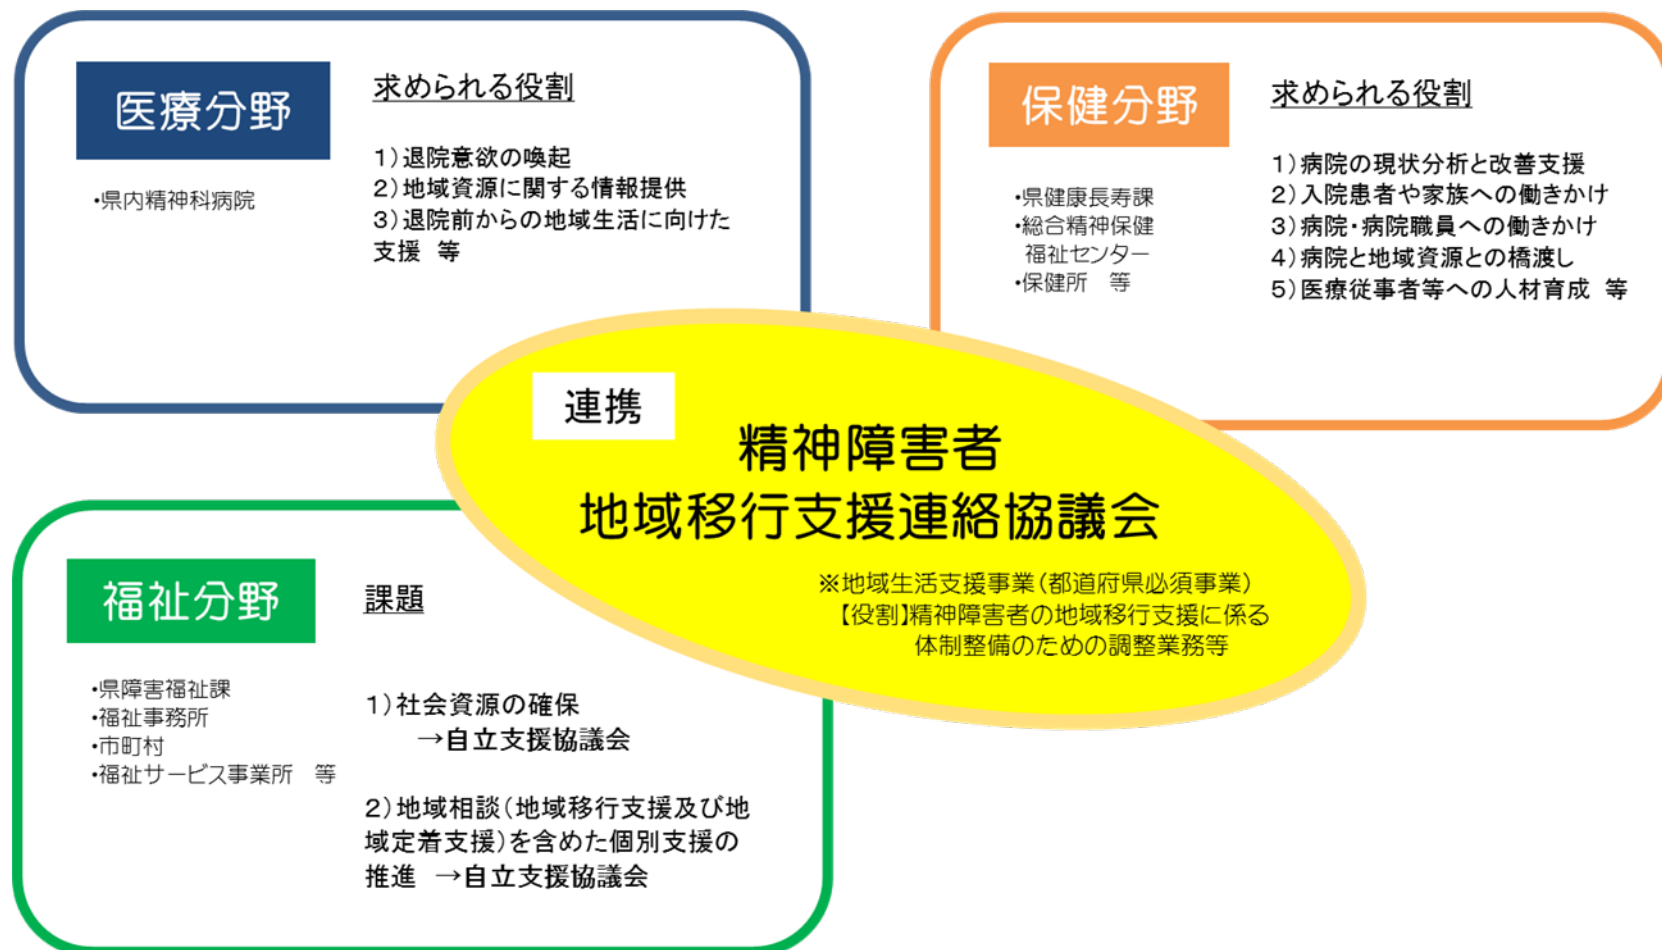 医療分野
・県内精神科病院
求められる役割
1)退院意欲の喚起
2)地域資源に関する情報提供
3)退院前からの地域生活に向けた
支援 等
保健分野
・県健康長寿課
・総合精神保健
福祉センター
・保健所 等
求められる役割
1)病院の現状分析と改善支援
2)入院患者や家族への働きかけ
3)病院・病院職員への働きかけ
4)病院と地域資源との橋渡し
5)医療従事者等への人材育成 等
連携
精神障害者
地域移行支援連絡協議会
※地域生活支援事業(都道府県必須事業)
【役割】精神障害者の地域移行支援に係る
体制整備のための調整業務等
福祉分野
・県障害福祉課
・福祉事務所
・市町村
・福祉サービス事業所 等
課題
1)社会資源の確保
→自立支援協議会
2)地域相談(地域移行支援及び地
域定着支援)を含めた個別支援の
推進 →自立支援協議会